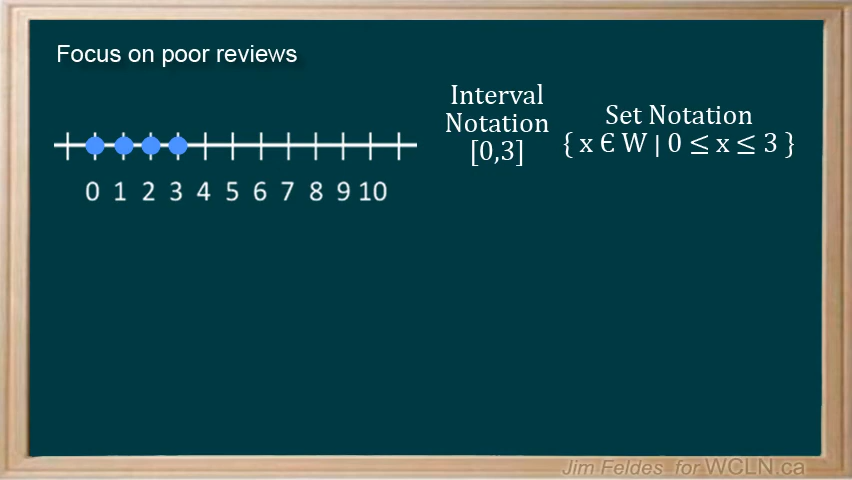 Focus on poor reviews
Interval
Notation
[0,3]
Set Notation
{ x Є W | 0 ≤ x ≤ 3 }
0 1 2 3 4 5 6 7 8 9 10
Jim Feldes for WCLN.ca